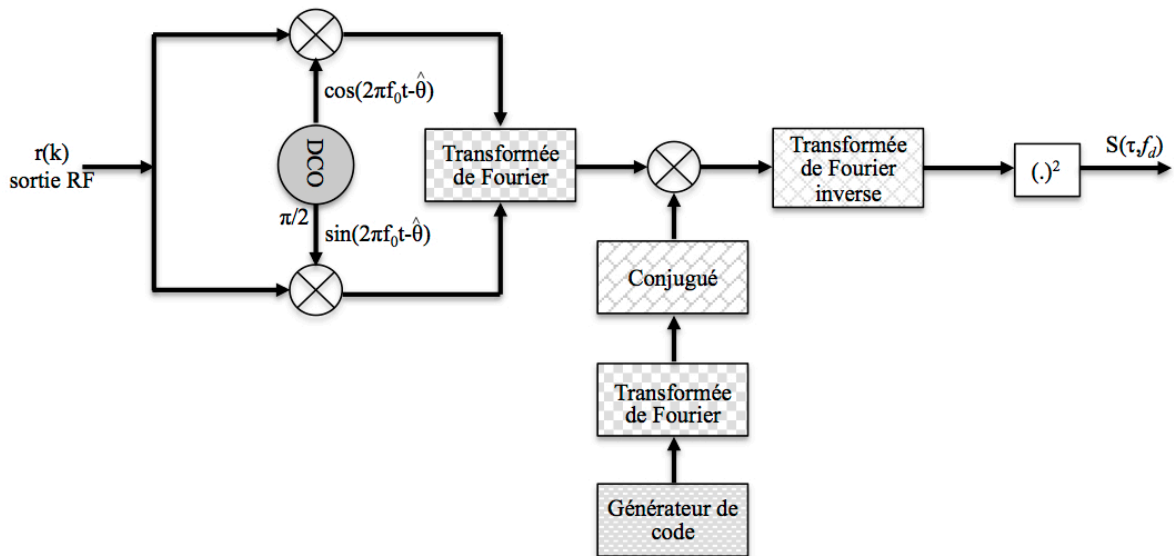 cos(2πf₀t-θ̂)
r(k)
sortie RF
DCO
π/2
sin(2πf₀t-θ̂)
Transformée
de Fourier
Transformée
de Fourier
inverse
(.)²
S(τ,f_d)
Conjugué
Transformée
de Fourier
Générateur de
code